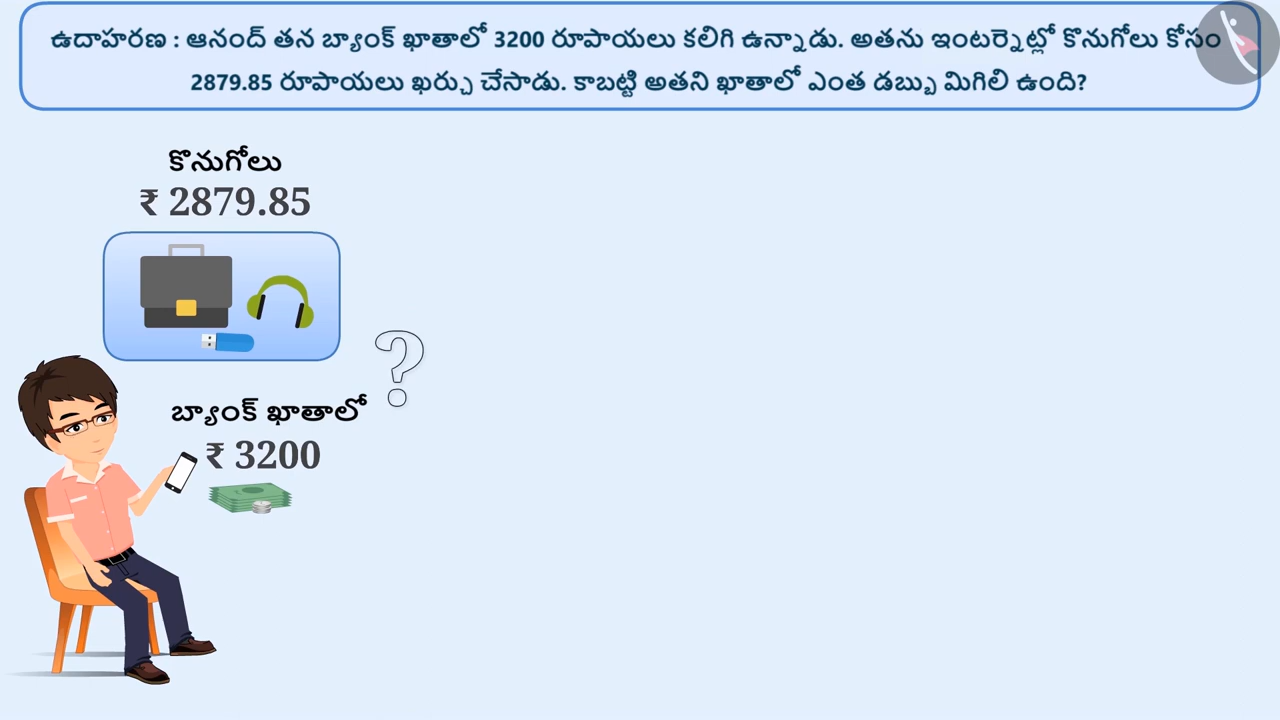 ఉదాహరణ : ఆనంద్ తన బ్యాంక్ ఖాతాలో 3200 రూపాయలు కలిగి ఉన్నాడు. అతను ఇంటర్నెట్లో కొనుగోలు కోసం
2879.85 రూపాయలు ఖర్చు చేసాడు. కాబట్టి అతని ఖాతాలో ఎంత డబ్బు మిగిలి ఉంది?
కొనుగోలు
₹ 2879.85
?
బ్యాంక్ ఖాతాలో
₹ 3200